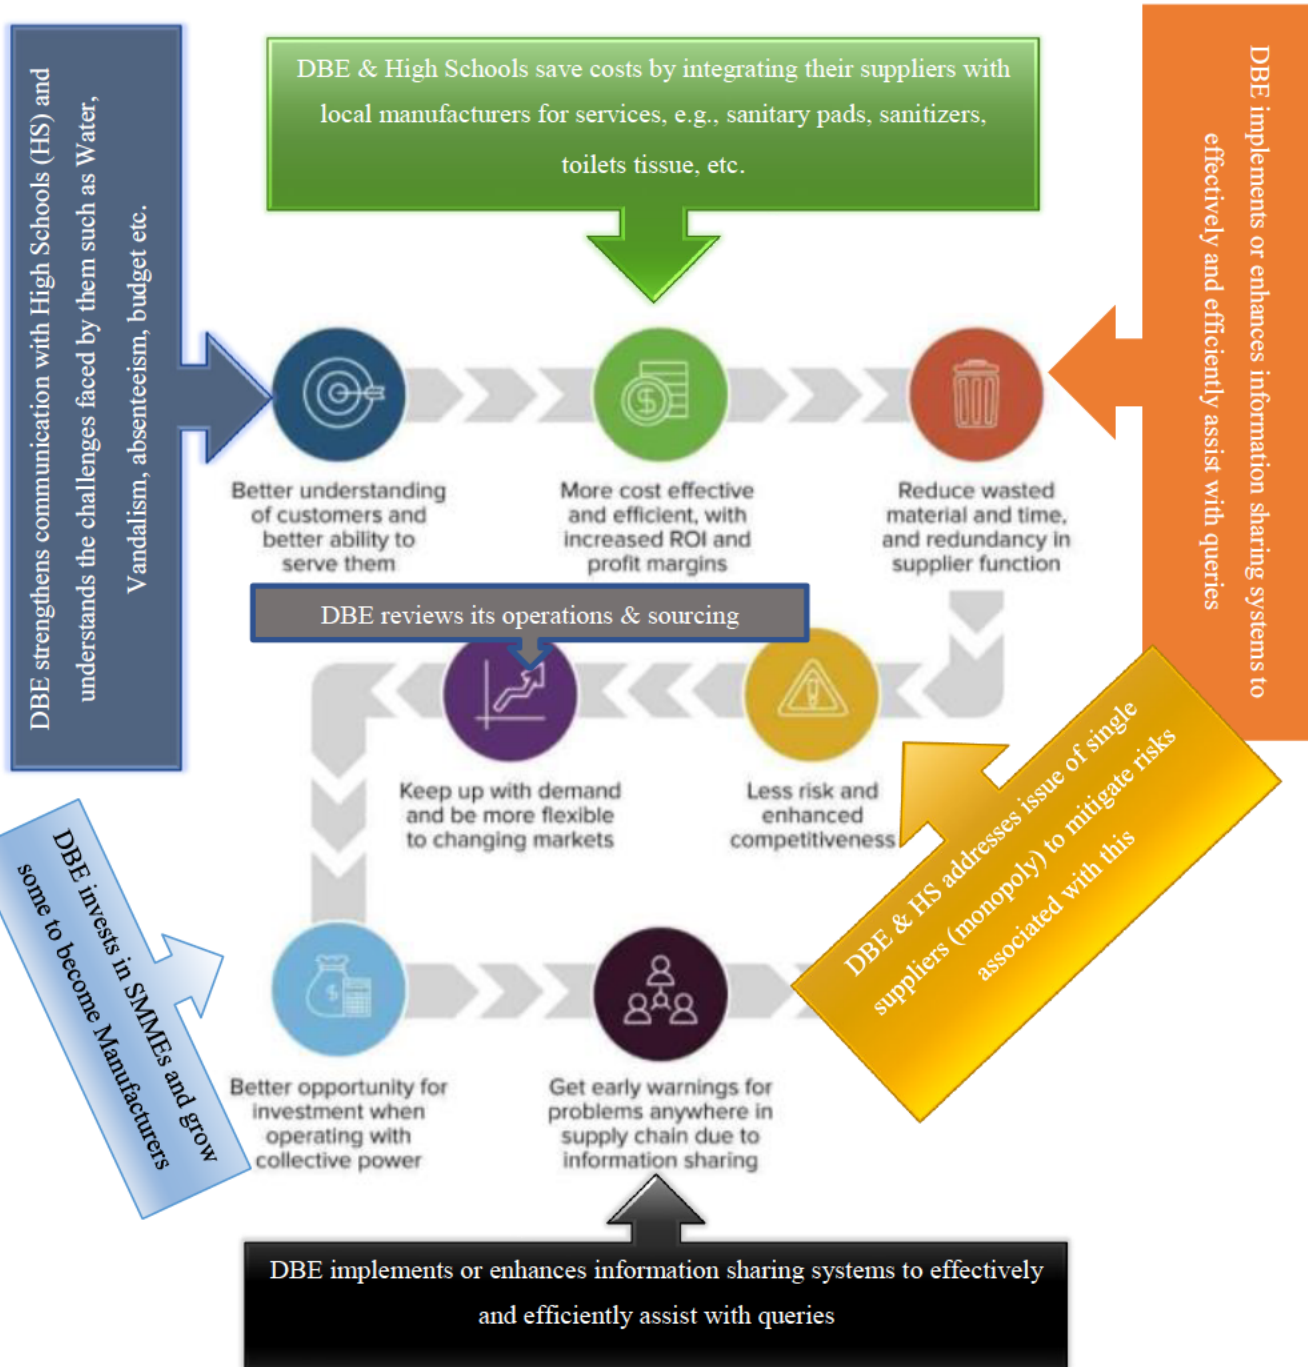 DBE strengthens communication with High Schools (HS) and
understands the challenges faced by them such as Water,
Vandalism, absenteeism, budget etc.
DBE & High Schools save costs by integrating their suppliers with
local manufacturers for services, e.g., sanitary pads, sanitizers,
toilets tissue, etc.
DBE implements or enhances information sharing systems to
effectively and efficiently assist with queries
Better understanding
of customers and
better ability to
serve them
More cost effective
and efficient, with
increased ROI and
profit margins
Reduce wasted
material and time,
and redundancy in
supplier function
DBE reviews its operations & sourcing
Keep up with demand
and be more flexible
to changing markets
Less risk and
enhanced
competitiveness
DBE & HS addresses issue of single
suppliers (monopoly) to mitigate risks
associated with this
DBE invests in SMMEs and grow
some to become Manufacturers
Better opportunity for
investment when
operating with
collective power
Get early warnings for
problems anywhere in
supply chain due to
information sharing
DBE implements or enhances information sharing systems to effectively
and efficiently assist with queries